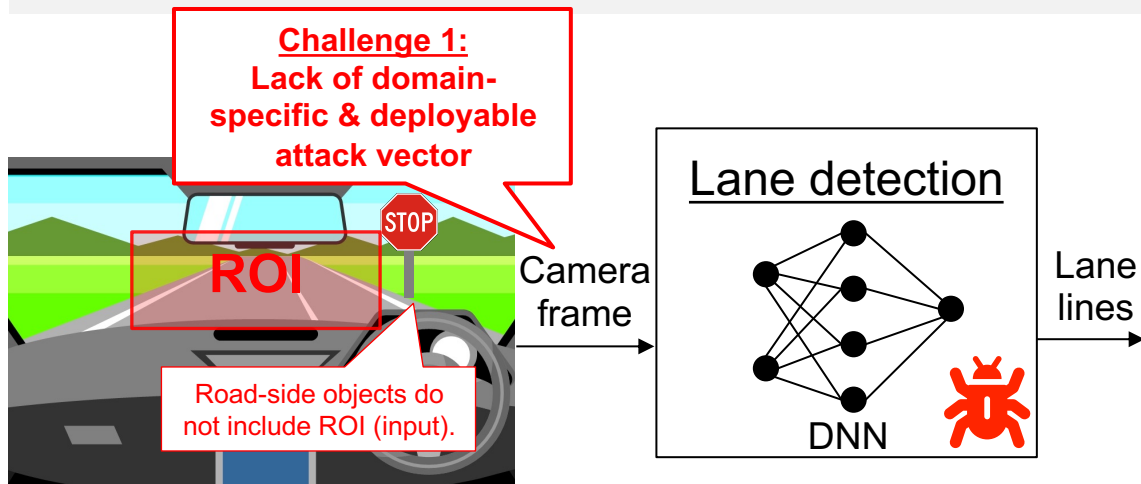 Challenge 1:
Lack of domain-
specific & deployable
attack vector
STOP
ROI
Road-side objects do
not include ROI (input).
Camera
frame
Lane detection
DNN
Lane
lines